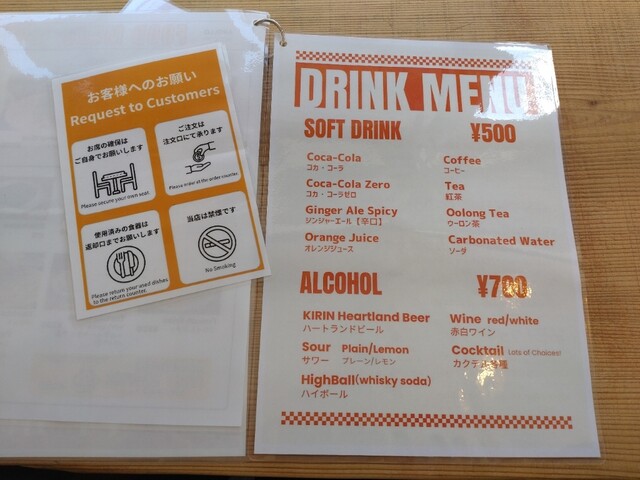 お客様へのお願い
Request to Customers
お席の確保は
ご自身でお願いします
Please secure your own seat.
ご注文は
注文口にて承ります
Please order at the order counter.
使用済みの食器は
返却口までお願いします
Please return your used dishes
to the return counter.
当店は禁煙です
No Smoking
DRINK MENU
SOFT DRINK ¥500
Coca-Cola
コカ・コーラ
Coffee
コーヒー
Coca-Cola Zero
コカ・コーラゼロ
Tea
紅茶
Ginger Ale Spicy
ジンジャーエール【辛口】
Oolong Tea
ウーロン茶
Orange Juice
オレンジジュース
Carbonated Water
ソーダ
ALCOHOL ¥700
KIRIN Heartland Beer
ハートランドビール
Wine red/white
赤白ワイン
Sour Plain/Lemon
サワー プレーン/レモン
Cocktail Lots of Choices!
カクテル各種
HighBall(whisky soda)
ハイボール